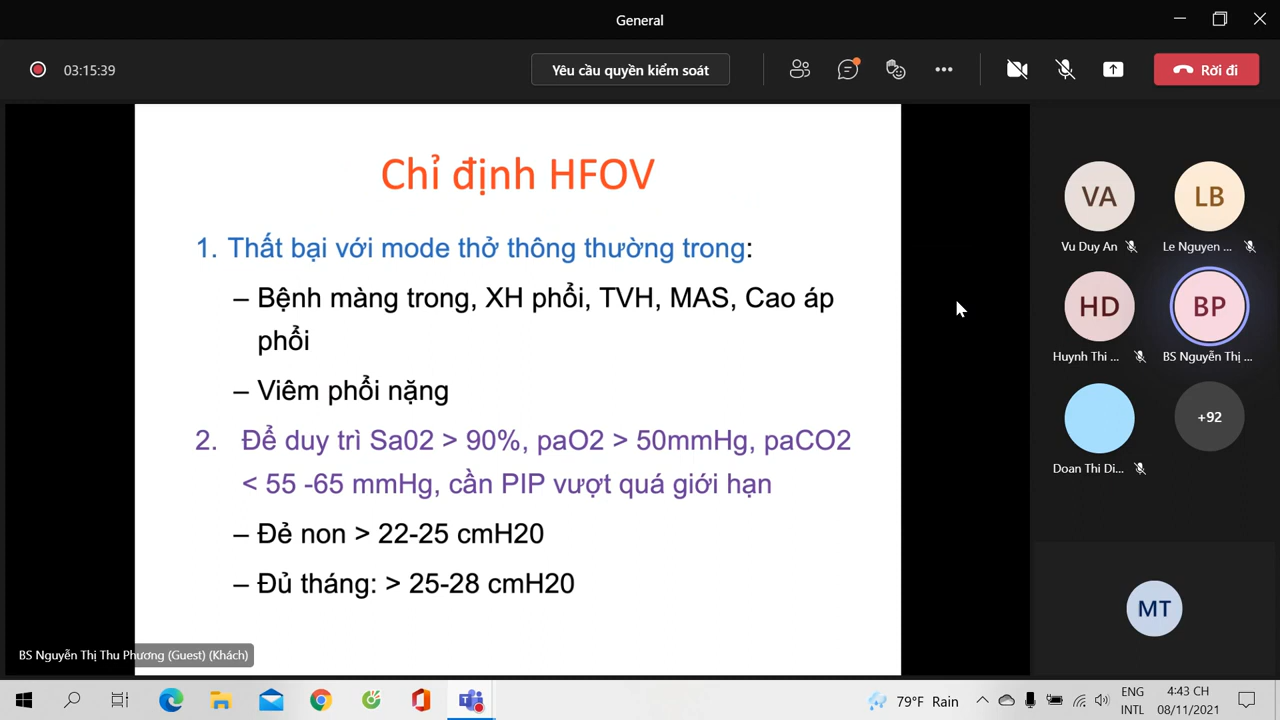 General
03:15:39
Yêu cầu quyền kiểm soát
Rời đi
Chỉ định HFOV
1. Thất bại với mode thở thông thường trong:
– Bệnh màng trong, XH phổi, TVH, MAS, Cao áp
phổi
– Viêm phổi nặng
2. Để duy trì Sa02 > 90%, paO2 > 50mmHg, paCO2
< 55 -65 mmHg, cần PIP vượt quá giới hạn
– Đẻ non > 22-25 cmH20
– Đủ tháng: > 25-28 cmH20
VA
LB
Vu Duy An
Le Nguyen ...
HD
BP
Huynh Thi ...
BS Nguyễn Thị ...
+92
Doan Thi Di...
MT
BS Nguyễn Thị Thu Phương (Guest) (Khách)
79°F Rain
ENG
INTL
4:43 CH
08/11/2021